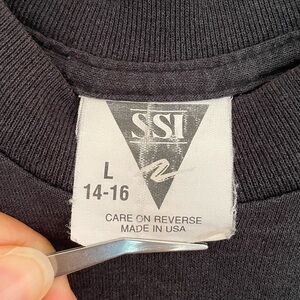 SSI
L
14-16
CARE ON REVERSE
MADE IN USA